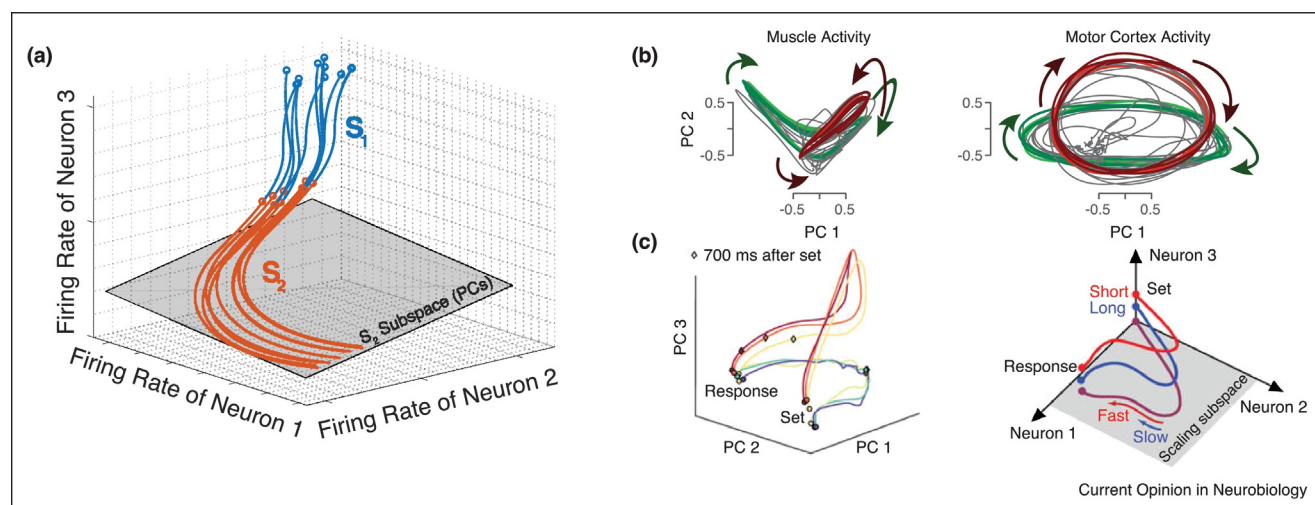 (a)
Firing Rate of Neuron 3
S1
S2
S2 Subspace (PCs)
Firing Rate of Neuron 1
Firing Rate of Neuron 2
(b)
Muscle Activity
PC 2
0.5
-0.5
-0.5 0.5
PC 1
Motor Cortex Activity
0.5
-0.5
-0.5 0.5
PC 1
(c)
700 ms after set
PC 3
Response
Set
PC 2
PC 1
Neuron 3
Short
Set
Long
Response
Neuron 2
Fast
Scaling subspace
Neuron 1
Slow
Current Opinion in Neurobiology